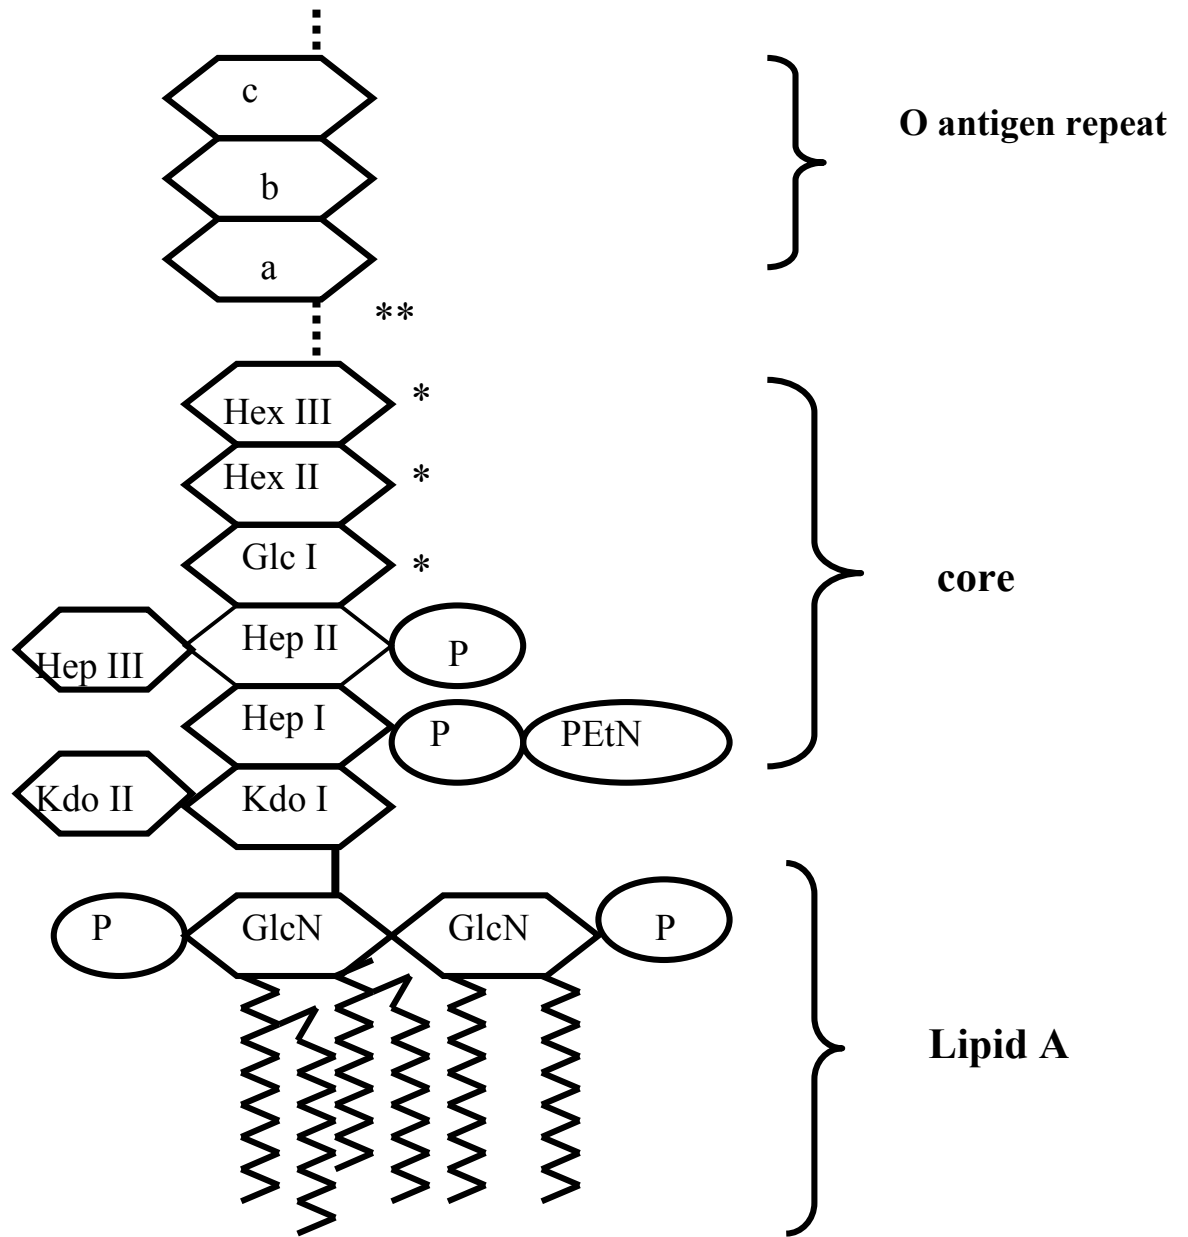 c
O antigen repeat
b
a
**
Hex III *
Hex II *
Glc I *
core
Hep II
Hep III
P
Hep I
P
PEtN
Kdo II
Kdo I
P
GlcN
GlcN
P
Lipid A